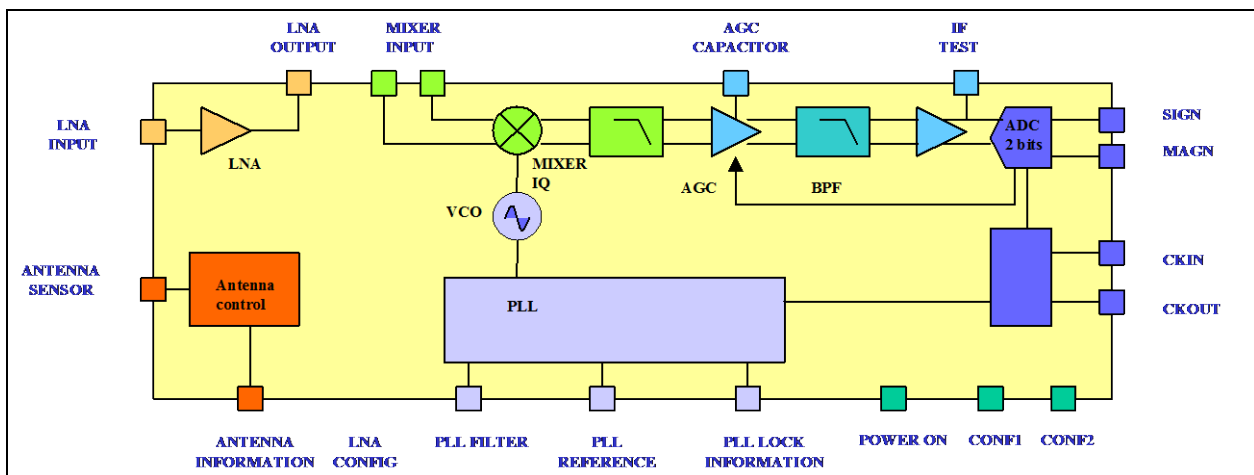 LNA
OUTPUT
MIXER
INPUT
AGC
CAPACITOR
IF
TEST
LNA
INPUT
LNA
MIXER
IQ
AGC
BPF
ADC
2 bits
SIGN
MAGN
VCO
ANTENNA
SENSOR
Antenna
control
PLL
CKIN
CKOUT
ANTENNA
INFORMATION
LNA
CONFIG
PLL FILTER
PLL
REFERENCE
PLL LOCK
INFORMATION
POWER ON
CONF1
CONF2